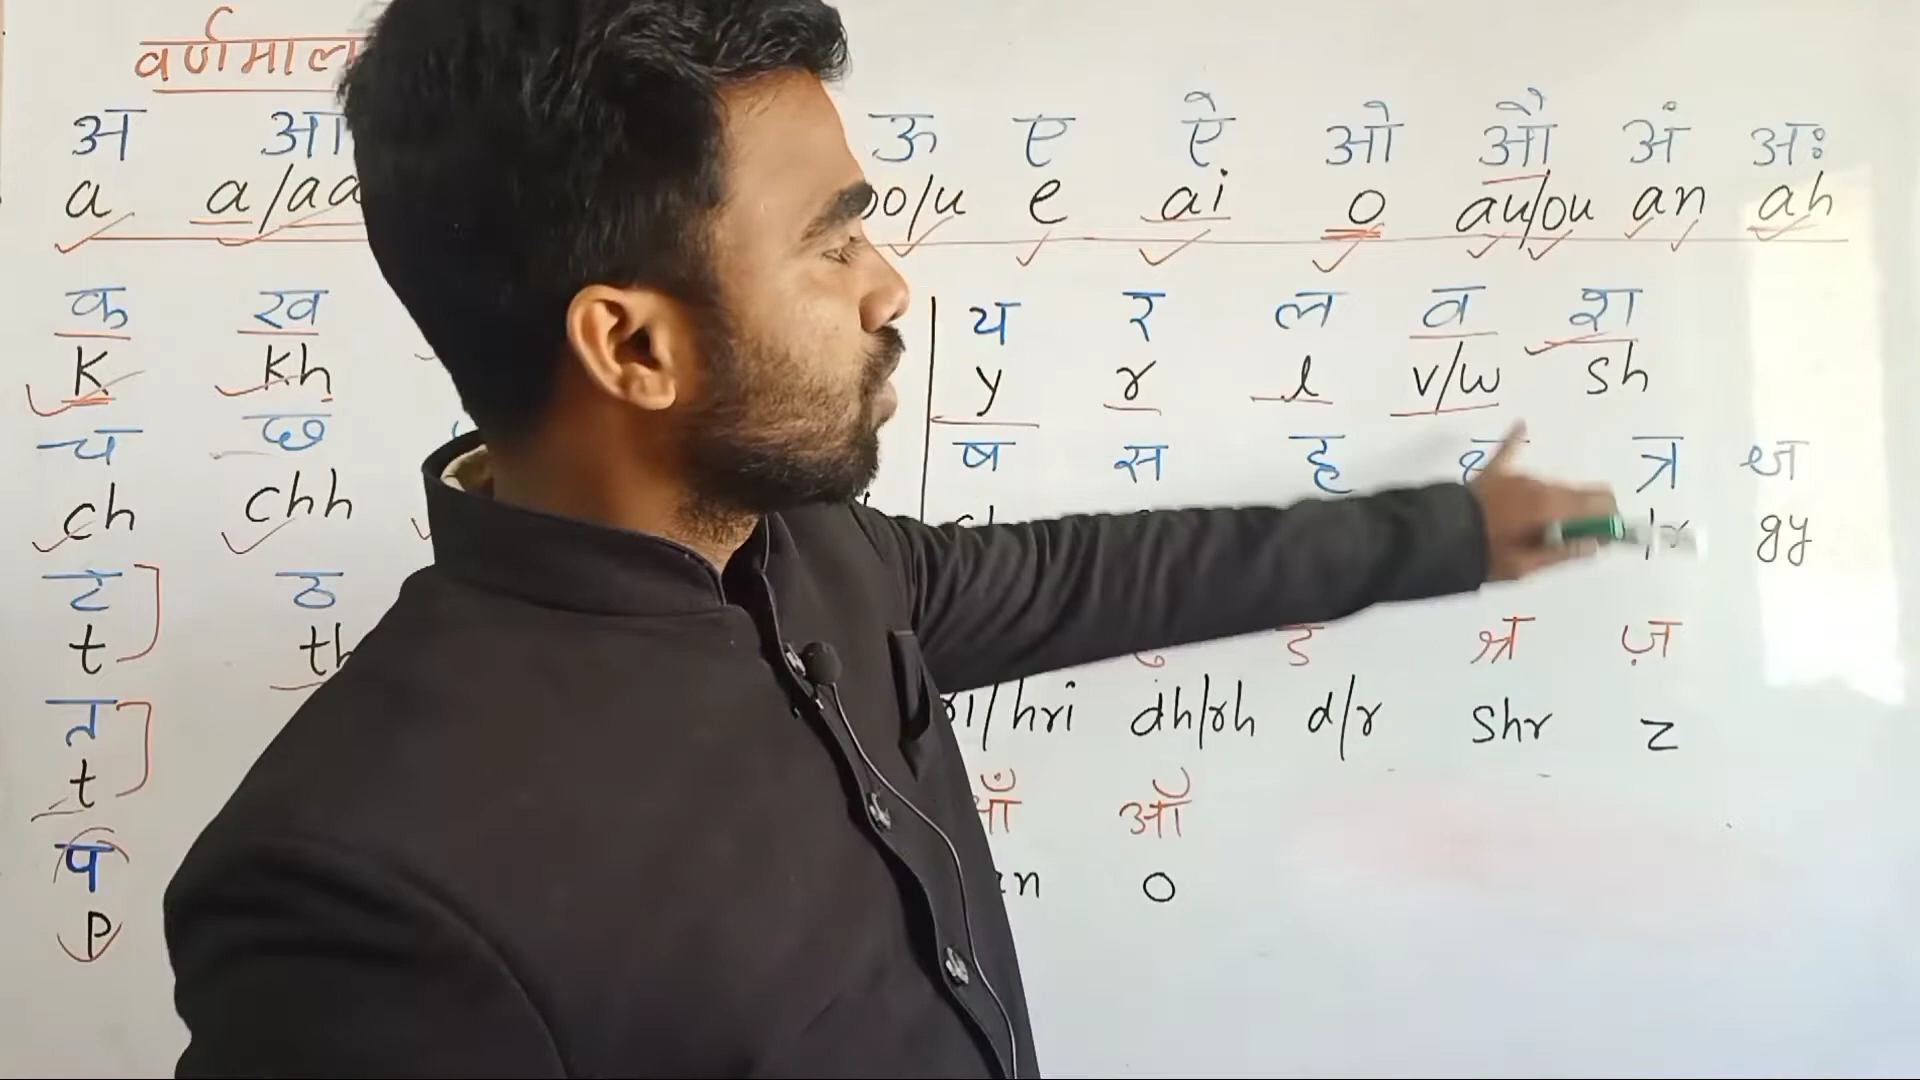 वर्णमाला
अ आ ऊ ए ऐ ओ औ अं अः
a a/aa oo/u e ai o au/ou an ah
क ख य र ल व श
K Kh y r l v/w sh
च छ ष स ह त्र ज्ञ
ch chh gy
ट ठ ड श्र ज़
t th ri/hri dh/rh d/r shr z
त
t
प आँ ऑ
P an o